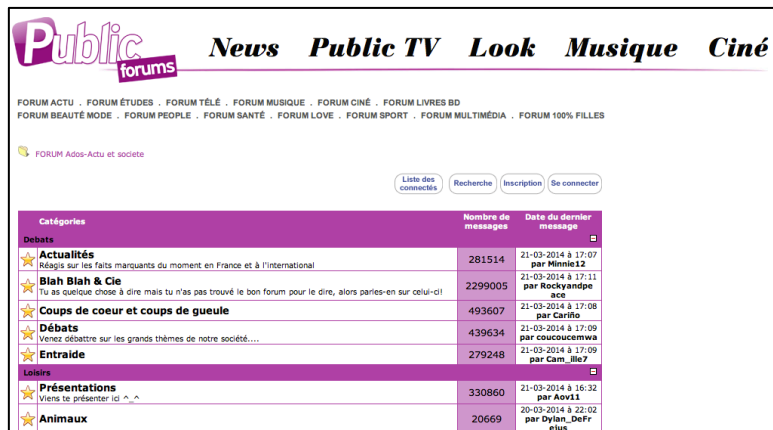 Public
forums
News Public TV Look Musique Ciné
FORUM ACTU . FORUM ÉTUDES . FORUM TÉLÉ . FORUM MUSIQUE . FORUM CINÉ . FORUM LIVRES BD
FORUM BEAUTÉ MODE . FORUM PEOPLE . FORUM SANTÉ . FORUM LOVE . FORUM SPORT . FORUM MULTIMÉDIA . FORUM 100% FILLES
FORUM Ados-Actu et societe
Liste des connectés Recherche Inscription Se connecter
Catégories Nombre de messages Date du dernier message
Debats
Actualités 281514 21-03-2014 à 17:07
Réagis sur les faits marquants du moment en France et à l'international par Minnie12
Blah Blah & Cie 2299005 21-03-2014 à 17:11
Tu as quelque chose à dire mais tu n'as pas trouvé le bon forum pour le dire, alors parles-en sur celui-ci! par Rockyandpe
ace
Coups de coeur et coups de gueule 493607 21-03-2014 à 17:08
par Cariño
Débats 439634 21-03-2014 à 17:09
Venez débattre sur les grands thèmes de notre société.... par coucoucemwa
Entraide 279248 21-03-2014 à 17:09
par Cam_ille7
Loisirs
Présentations 330860 21-03-2014 à 16:32
Viens te présenter ici ^_^ par Aov11
Animaux 20669 20-03-2014 à 22:02
par Dylan_DeFr
ejus